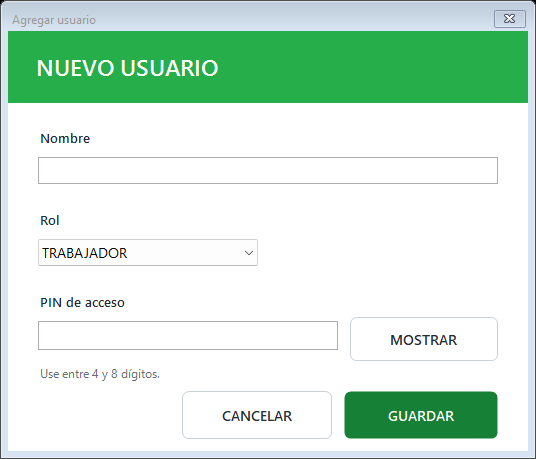 Agregar usuario
NUEVO USUARIO
Nombre
Rol
TRABAJADOR
PIN de acceso
MOSTRAR
Use entre 4 y 8 dígitos.
CANCELAR
GUARDAR